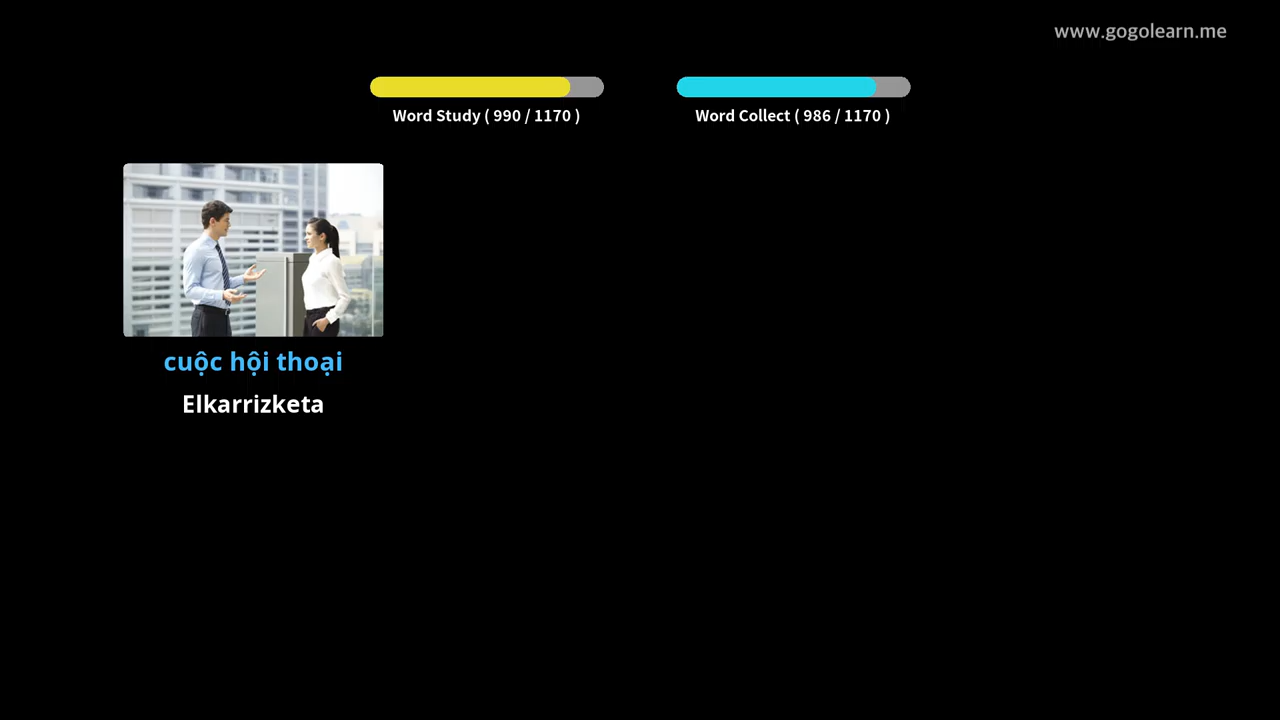 www.gogolearn.me
Word Study ( 990 / 1170 )
Word Collect ( 986 / 1170 )
cuộc hội thoại
Elkarrizketa